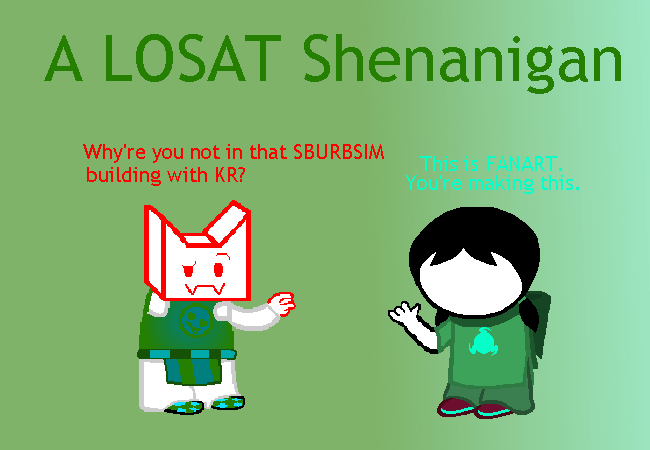 A LOSAT Shenanigan
Why're you not in that SBURBSIM
building with KR?
This is FANART.
You're making this.